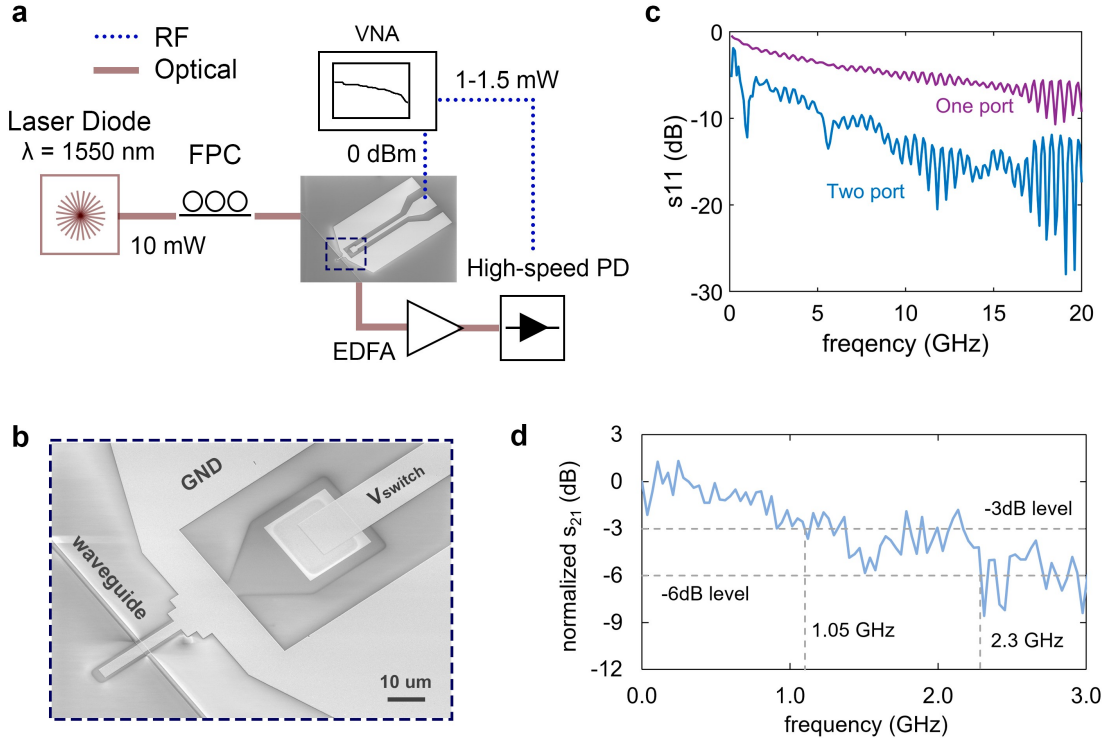 a
RF
Optical
VNA
1-1.5 mW
Laser Diode
λ = 1550 nm
FPC
0 dBm
10 mW
High-speed PD
EDFA
b
GND
Vswitch
waveguide
10 um
c
0
-10
-20
-30
s11 (dB)
One port
Two port
0
5
10
15
20
freqency (GHz)
d
3
0
-3
-6
-9
-12
normalized s21 (dB)
-3dB level
-6dB level
1.05 GHz
2.3 GHz
0.0
1.0
2.0
3.0
frequency (GHz)